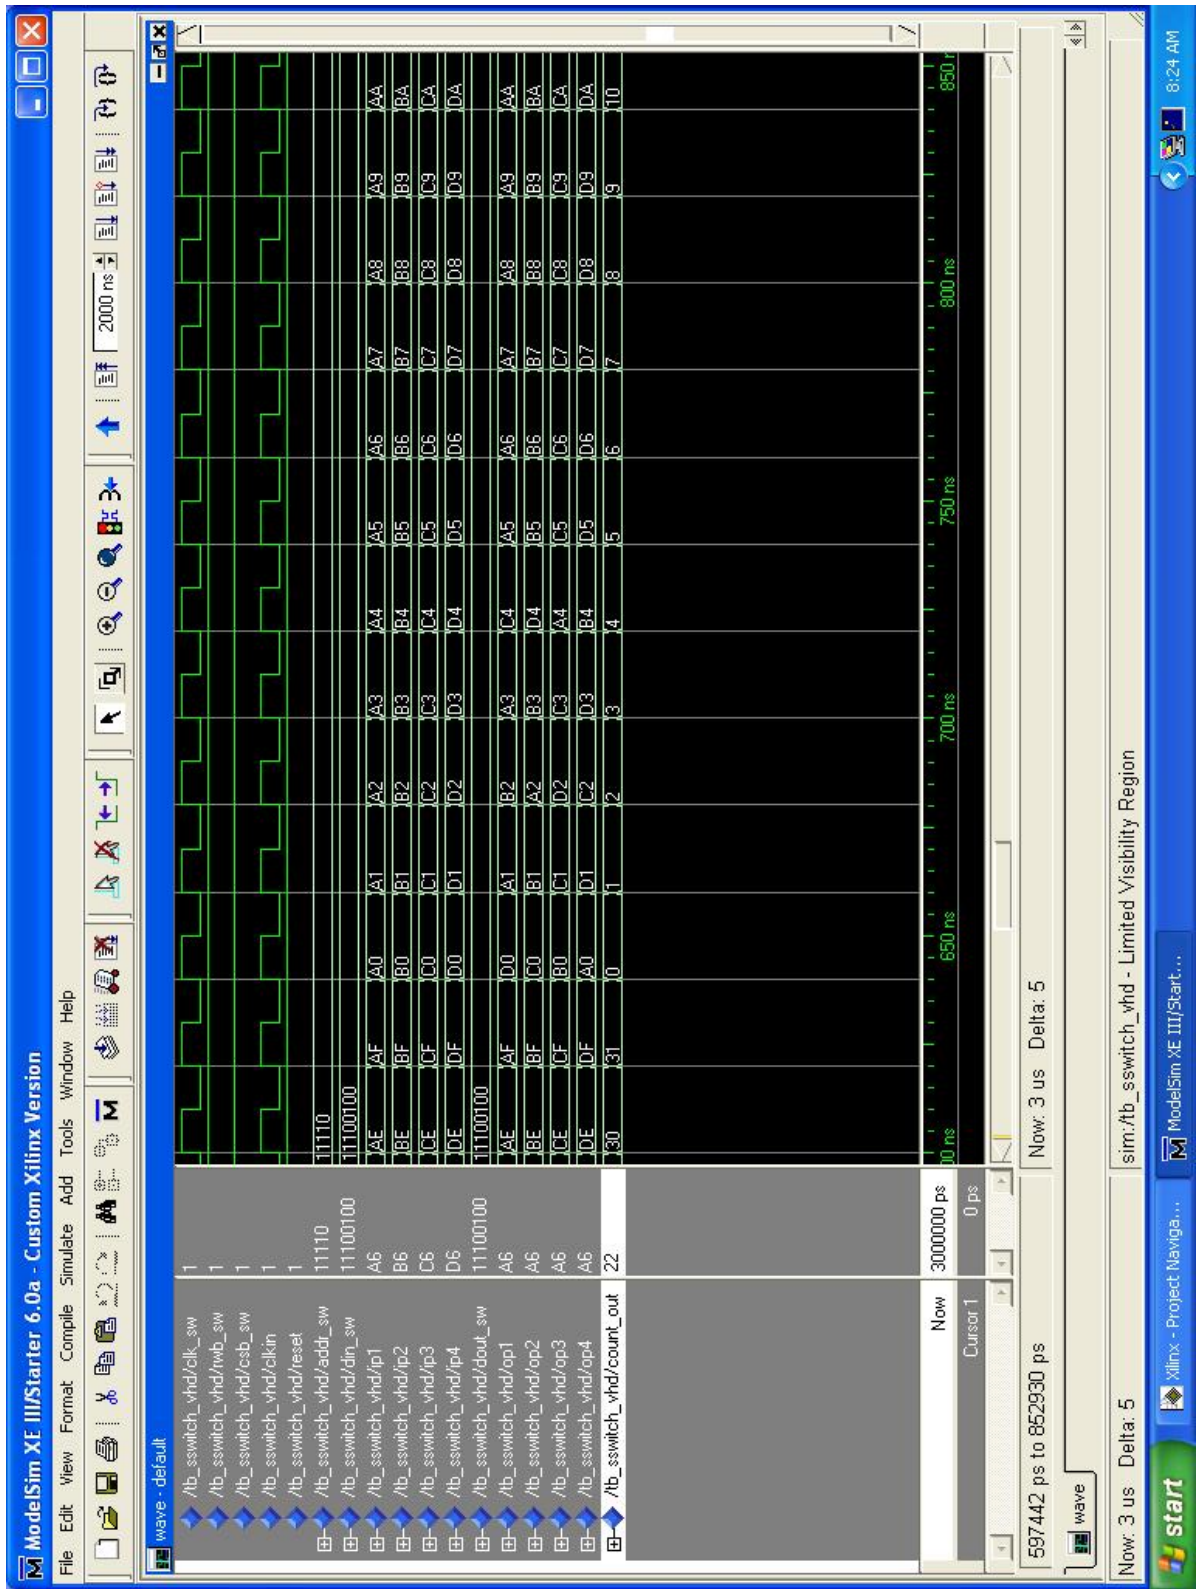 ModelSim XE III/Starter 6.0a - Custom Xilinx Version
File Edit View Format Compile Simulate Add Tools Window Help
2000 ns
wave - default
/tb_sswitch_vhd/clk_sw 1
/tb_sswitch_vhd/rwb_sw 1
/tb_sswitch_vhd/csb_sw 1
/tb_sswitch_vhd/clkin 1
/tb_sswitch_vhd/reset 1
/tb_sswitch_vhd/addr_sw 11110 11110
/tb_sswitch_vhd/din_sw 11100100 11100100
/tb_sswitch_vhd/ip1 A6 AE AF A0 A1 A2 A3 A4 A5 A6 A7 A8 A9 AA
/tb_sswitch_vhd/ip2 B6 BE BF B0 B1 B2 B3 B4 B5 B6 B7 B8 B9 BA
/tb_sswitch_vhd/ip3 C6 CE CF C0 C1 C2 C3 C4 C5 C6 C7 C8 C9 CA
/tb_sswitch_vhd/ip4 D6 DE DF D0 D1 D2 D3 D4 D5 D6 D7 D8 D9 DA
/tb_sswitch_vhd/dout_sw 11100100 11100100
/tb_sswitch_vhd/op1 A6 AE AF D0 A1 B2 A3 C4 A5 A6 A7 A8 A9 AA
/tb_sswitch_vhd/op2 A6 BE BF C0 B1 A2 B3 D4 B5 B6 B7 B8 B9 BA
/tb_sswitch_vhd/op3 A6 CE CF B0 C1 D2 C3 A4 C5 C6 C7 C8 C9 CA
/tb_sswitch_vhd/op4 A6 DE DF A0 D1 C2 D3 B4 D5 D6 D7 D8 D9 DA
/tb_sswitch_vhd/count_out 22 30 31 0 1 2 3 4 5 6 7 8 9 10
Now 3000000 ps 00 ns 650 ns 700 ns 750 ns 800 ns 850 n
Cursor 1 0 ps
597442 ps to 852930 ps Now: 3 us Delta: 5
wave
Now: 3 us Delta: 5 sim:/tb_sswitch_vhd - Limited Visibility Region
start Xilinx - Project Naviga... ModelSim XE III/Start... 8:24 AM